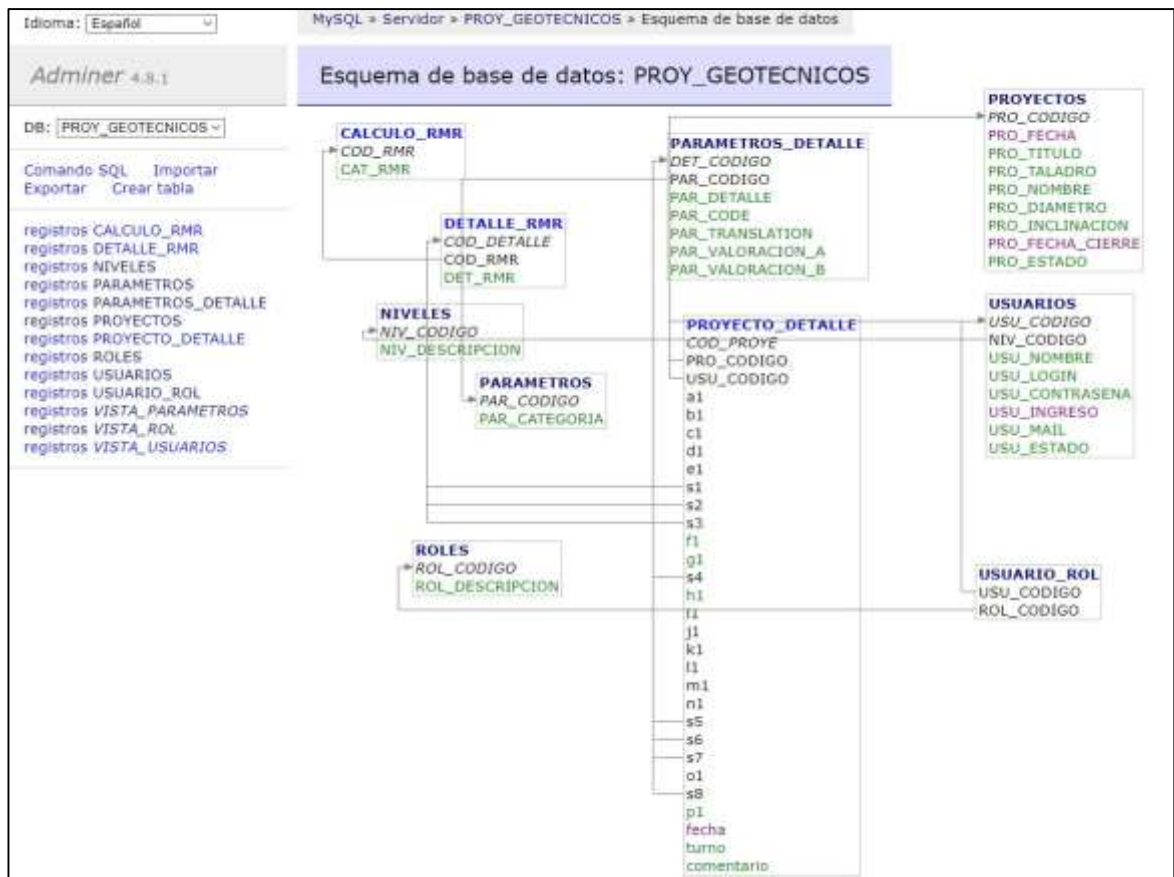 Idioma: Español
MySQL » Servidor » PROY_GEOTECNICOS » Esquema de base de datos
Adminer 4.8.1
Esquema de base de datos: PROY_GEOTECNICOS
DB: PROY_GEOTECNICOS
Comando SQL Importar
Exportar Crear tabla
registros CALCULO_RMR
registros DETALLE_RMR
registros NIVELES
registros PARAMETROS
registros PARAMETROS_DETALLE
registros PROYECTOS
registros PROYECTO_DETALLE
registros ROLES
registros USUARIOS
registros USUARIO_ROL
registros VISTA_PARAMETROS
registros VISTA_ROL
registros VISTA_USUARIOS
CALCULO_RMR
COD_RMR
CAT_RMR
DETALLE_RMR
COD_DETALLE
COD_RMR
DET_RMR
NIVELES
NIV_CODIGO
NIV_DESCRIPCION
PARAMETROS
PAR_CODIGO
PAR_CATEGORIA
ROLES
ROL_CODIGO
ROL_DESCRIPCION
PARAMETROS_DETALLE
DET_CODIGO
PAR_CODIGO
PAR_DETALLE
PAR_CODE
PAR_TRANSLATION
PAR_VALORACION_A
PAR_VALORACION_B
PROYECTO_DETALLE
COD_PROYE
PRO_CODIGO
USU_CODIGO
a1
b1
c1
d1
e1
s1
s2
s3
f1
g1
s4
h1
i1
j1
k1
l1
m1
n1
s5
s6
s7
o1
s8
p1
fecha
turno
comentario
PROYECTOS
PRO_CODIGO
PRO_FECHA
PRO_TITULO
PRO_TALADRO
PRO_NOMBRE
PRO_DIAMETRO
PRO_INCLINACION
PRO_FECHA_CIERRE
PRO_ESTADO
USUARIOS
USU_CODIGO
NIV_CODIGO
USU_NOMBRE
USU_LOGIN
USU_CONTRASENA
USU_INGRESO
USU_MAIL
USU_ESTADO
USUARIO_ROL
USU_CODIGO
ROL_CODIGO